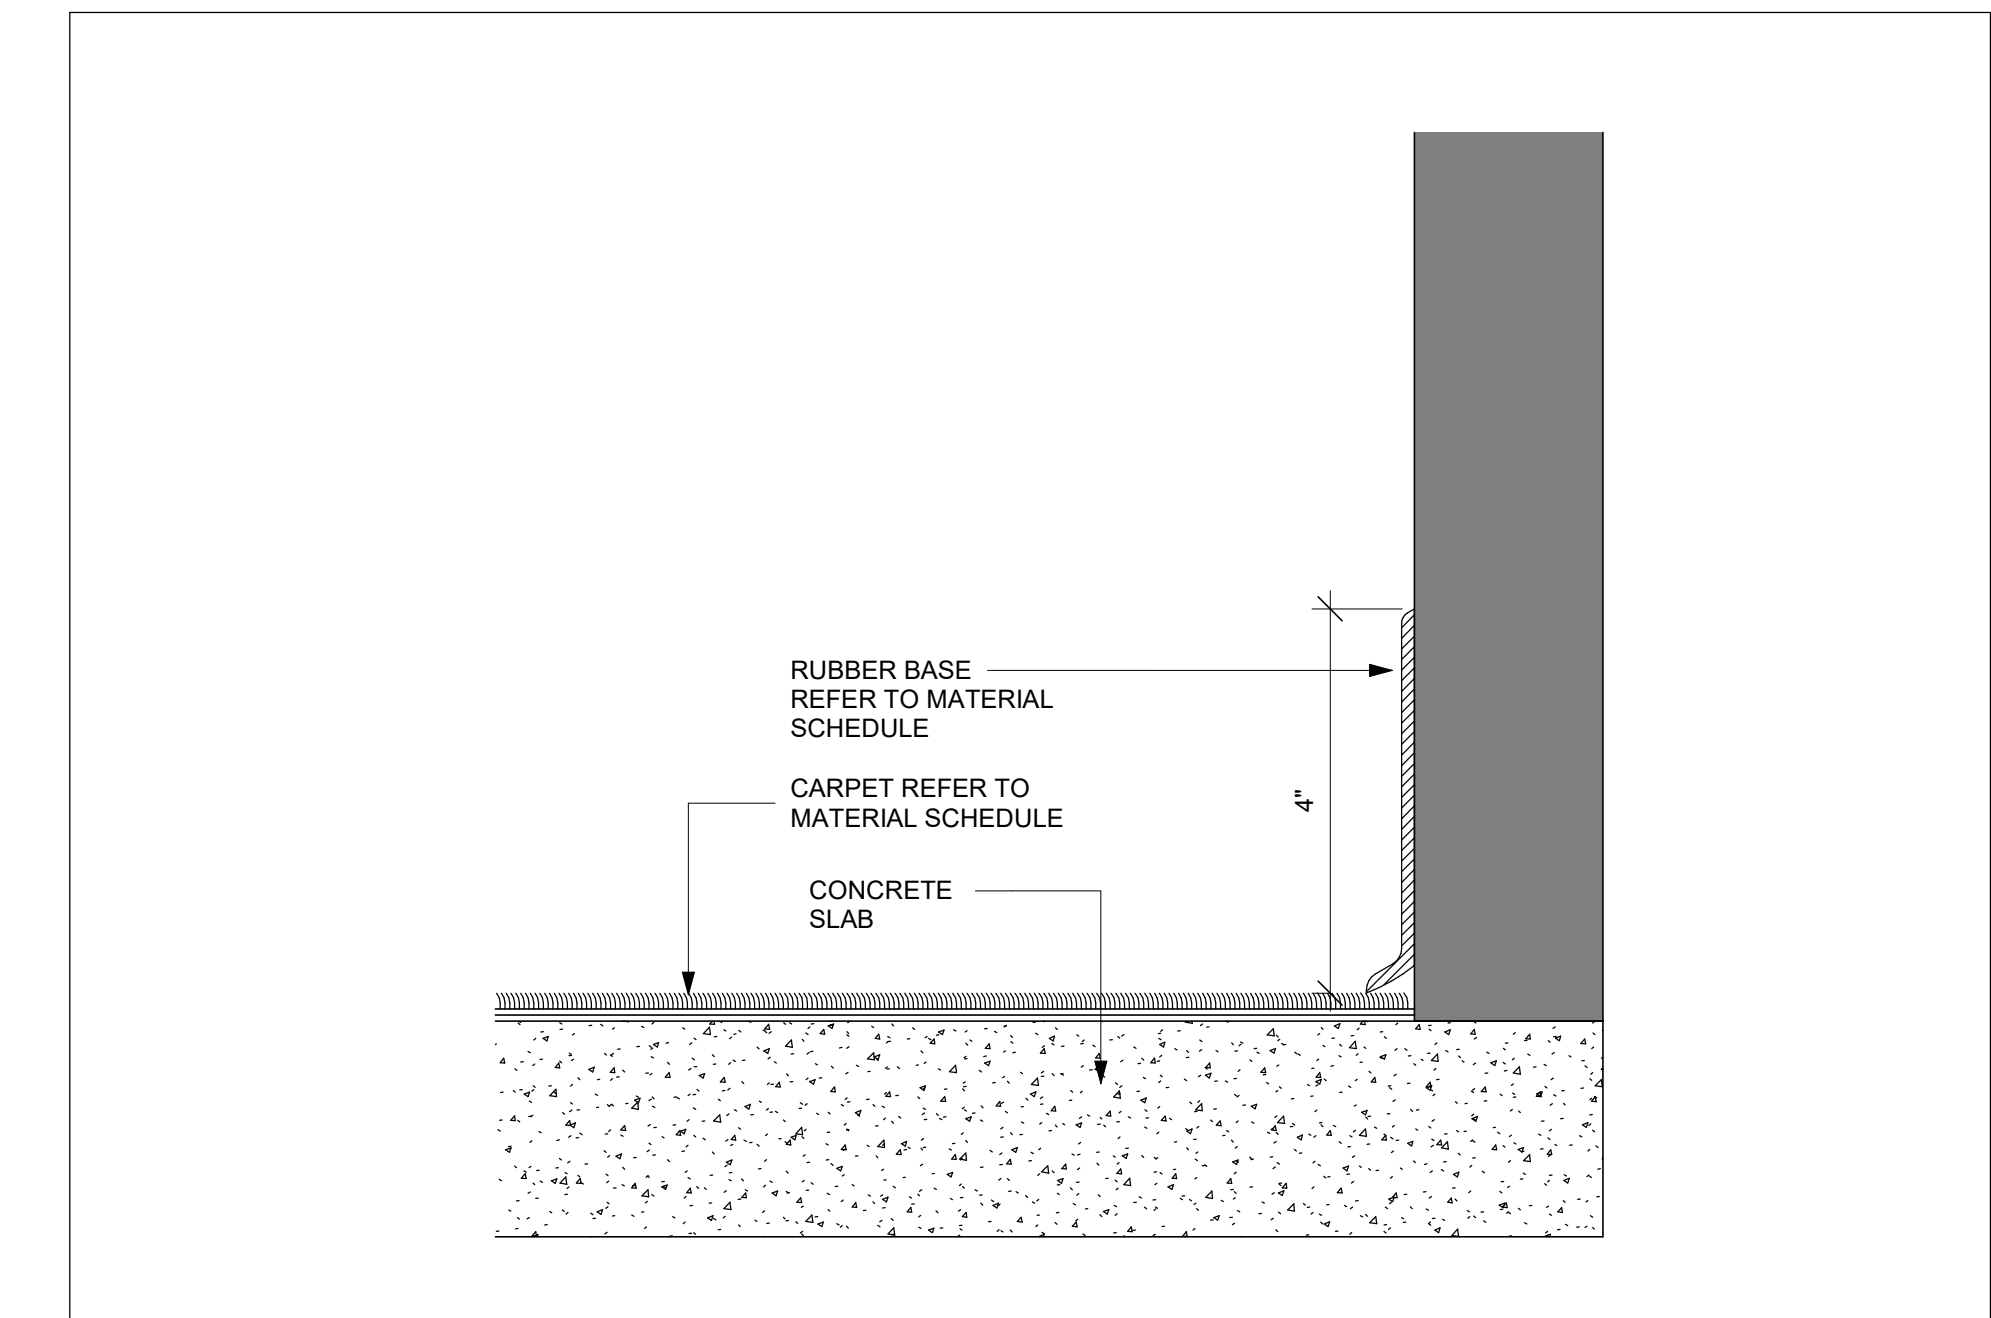 RUBBER BASE
REFER TO MATERIAL
SCHEDULE
CARPET REFER TO
MATERIAL SCHEDULE
4"
CONCRETE
SLAB